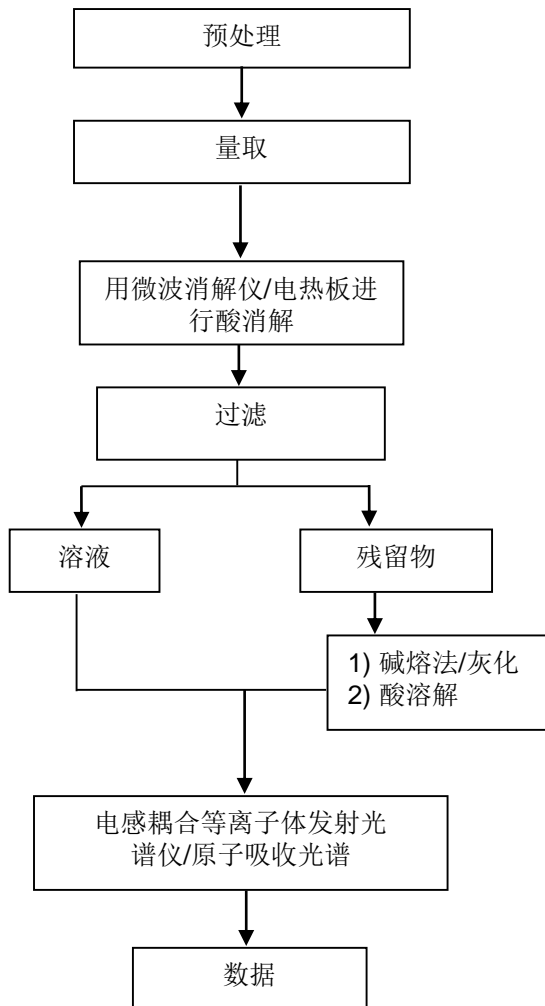 预处理
量取
用微波消解仪/电热板进
行酸消解
过滤
溶液
残留物
1) 碱熔法/灰化
2) 酸溶解
电感耦合等离子体发射光
谱仪/原子吸收光谱
数据